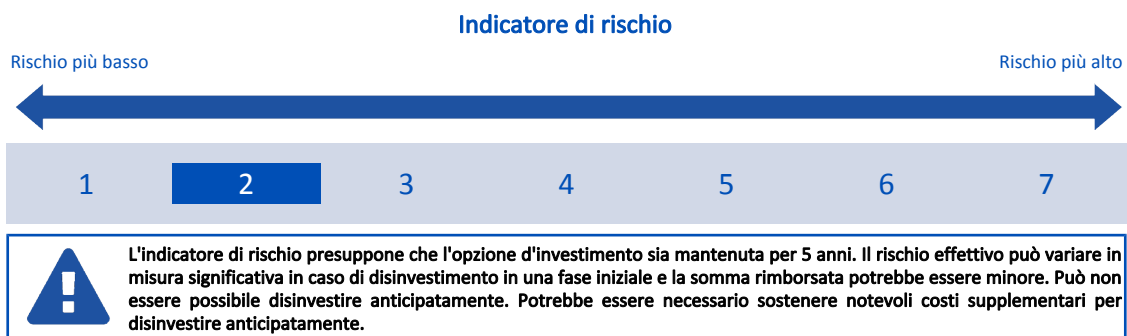 Indicatore di rischio
Rischio più basso Rischio più alto
1 2 3 4 5 6 7
L'indicatore di rischio presuppone che l'opzione d'investimento sia mantenuta per 5 anni. Il rischio effettivo può variare in
misura significativa in caso di disinvestimento in una fase iniziale e la somma rimborsata potrebbe essere minore. Può non
essere possibile disinvestire anticipatamente. Potrebbe essere necessario sostenere notevoli costi supplementari per
disinvestire anticipatamente.